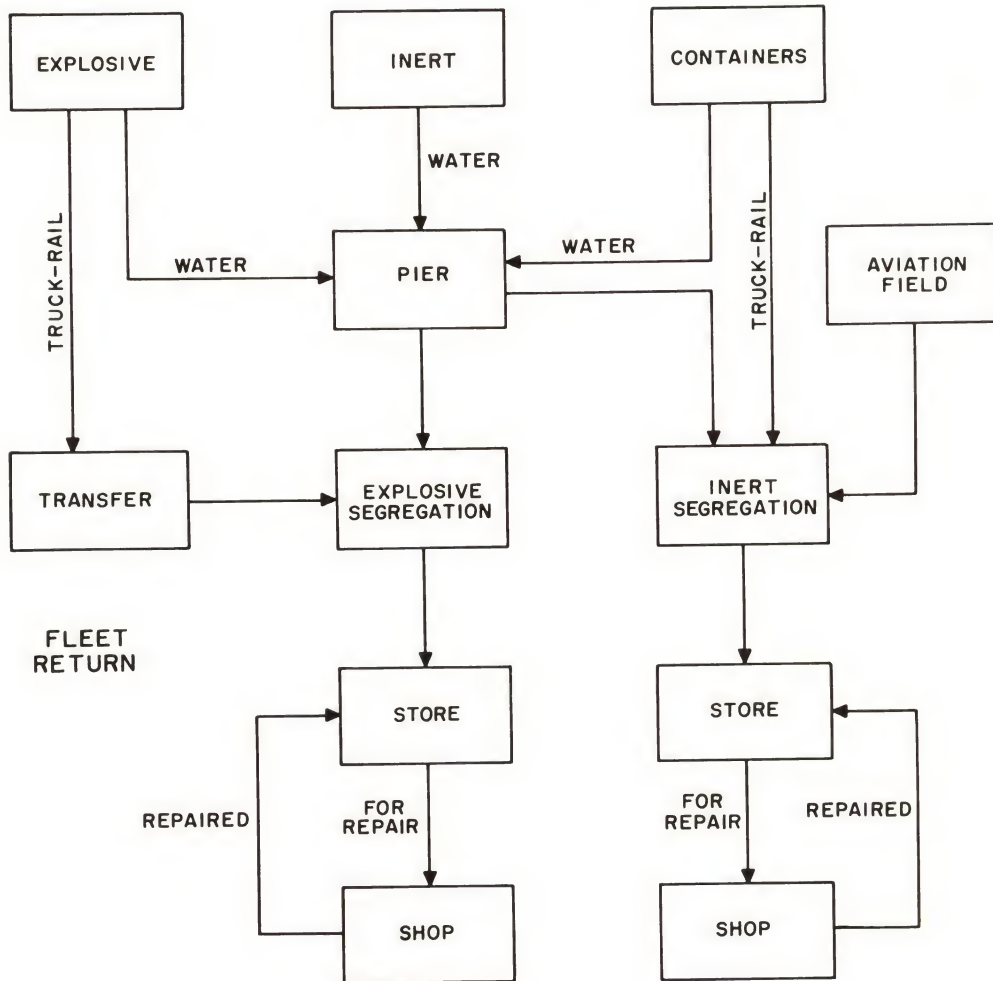 EXPLOSIVE
INERT
CONTAINERS
WATER
TRUCK-RAIL
WATER
PIER
WATER
TRUCK-RAIL
AVIATION
FIELD
TRANSFER
EXPLOSIVE
SEGREGATION
INERT
SEGREGATION
FLEET
RETURN
STORE
STORE
REPAIRED
FOR
REPAIR
FOR
REPAIR
REPAIRED
SHOP
SHOP